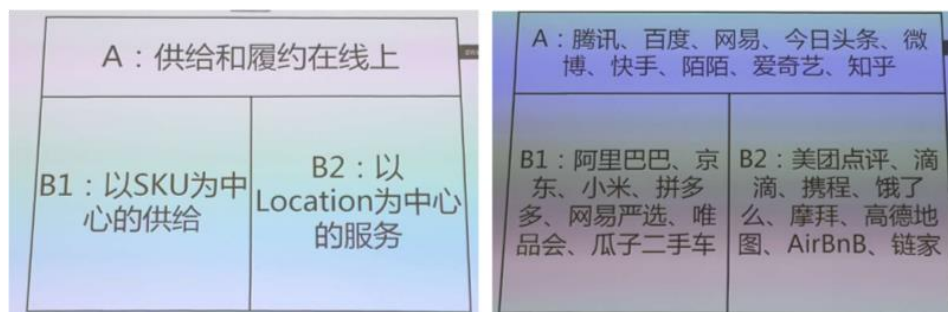 A：供给和履约在线上
B1：以SKU为中
心的供给
B2：以
Location为中心
的服务
A：腾讯、百度、网易、今日头条、微
博、快手、陌陌、爱奇艺、知乎
B1：阿里巴巴、京
东、小米、拼多
多、网易严选、唯
品会、瓜子二手车
B2：美团点评、滴
滴、携程、饿了
么、摩拜、高德地
图、AirBnB、链家